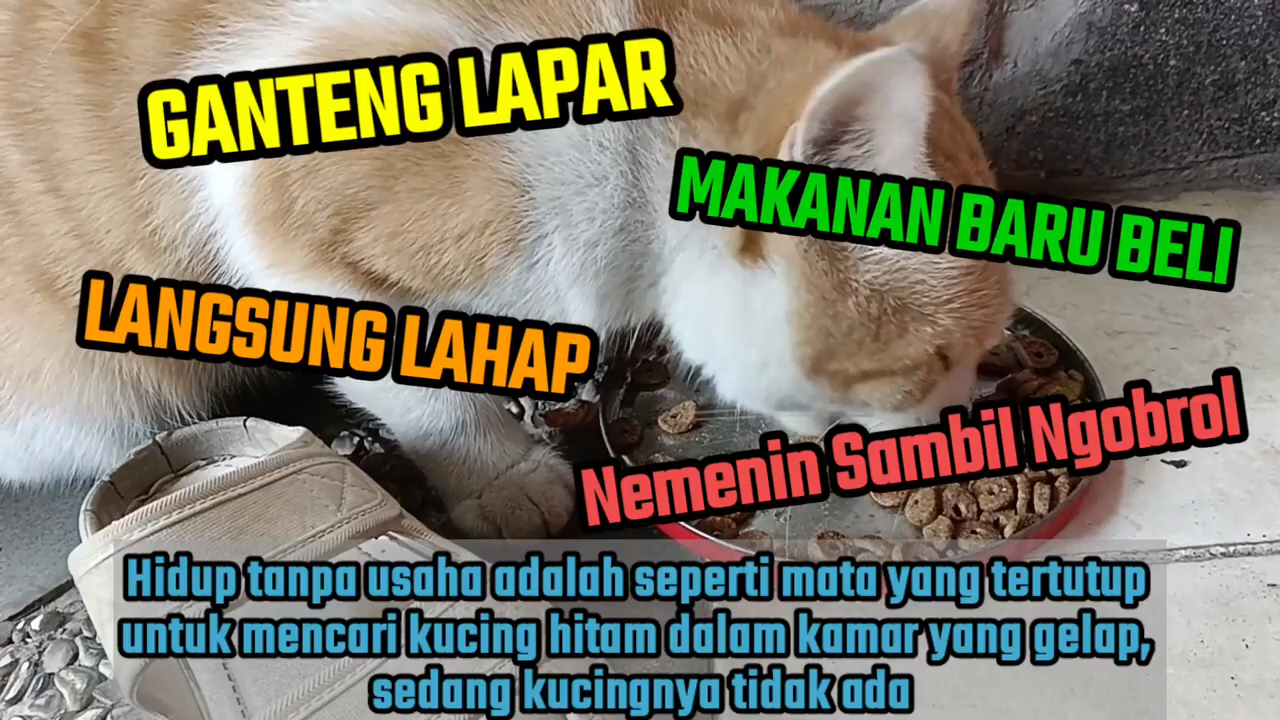 GANTENG LAPAR
MAKANAN BARU BELI
LANGSUNG LAHAP
Nemenin Sambil Ngobrol
Hidup tanpa usaha adalah seperti mata yang tertutup
untuk mencari kucing hitam dalam kamar yang gelap,
sedang kucingnya tidak ada